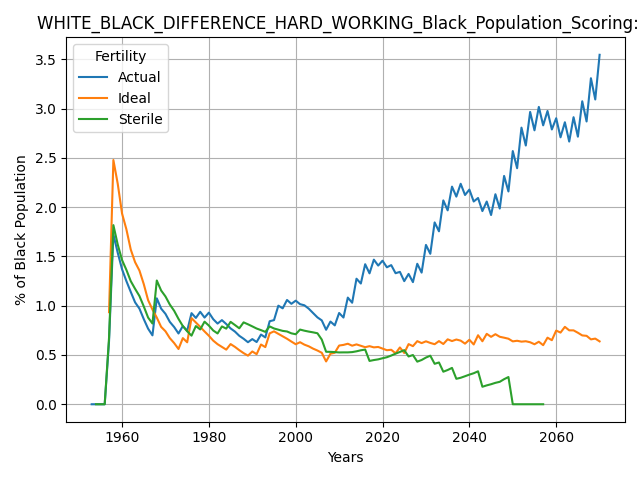 WHITE_BLACK_DIFFERENCE_HARD_WORKING_Black_Population_Scoring:
Fertility
Actual
Ideal
Sterile
% of Black Population
3.5
3.0
2.5
2.0
1.5
1.0
0.5
0.0
1960 1980 2000 2020 2040 2060
Years